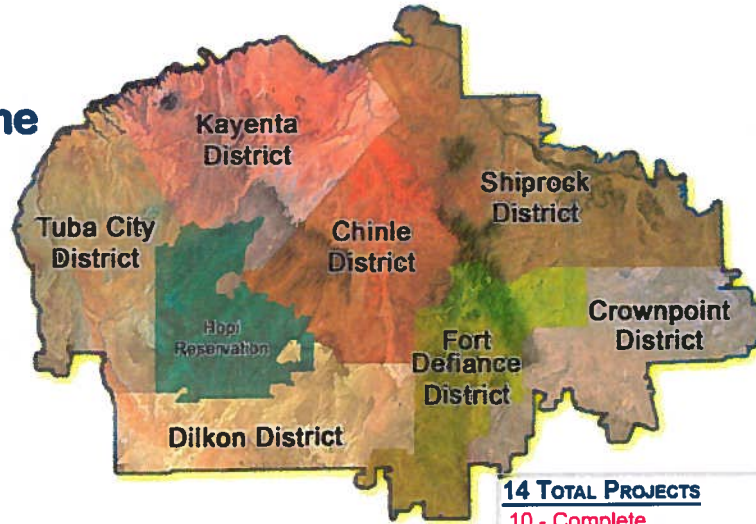 ne
Kayenta
District
Shiprock
District
Tuba City
District
Chinle
District
Hopi
Reservation
Crownpoint
District
Fort
Defiance
District
Dilkon District
14 TOTAL PROJECTS
10 - Complete